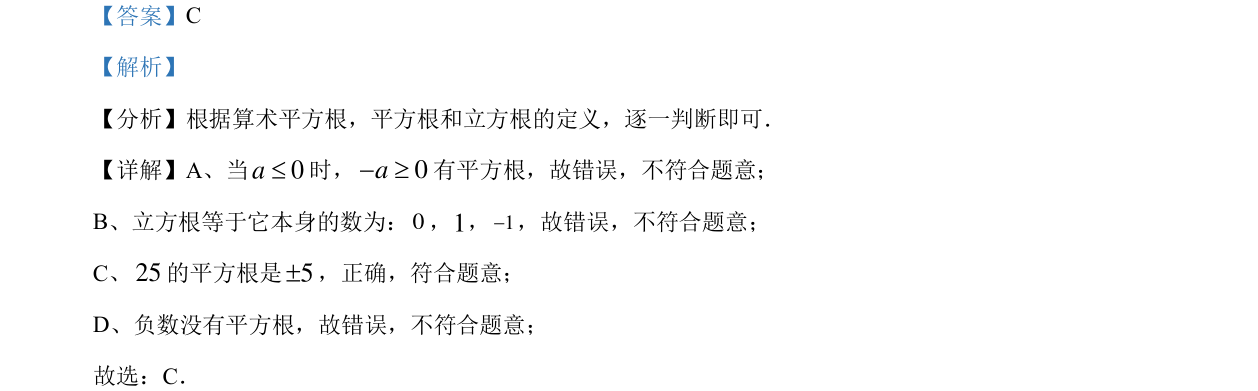 【答案】C
【解析】
【分析】根据算术平方根，平方根和立方根的定义，逐一判断即可．
【详解】A、当a≤0时，−a≥0有平方根，故错误，不符合题意；
B、立方根等于它本身的数为：0，1，−1，故错误，不符合题意；
C、25的平方根是±5，正确，符合题意；
D、负数没有平方根，故错误，不符合题意；
故选：C．